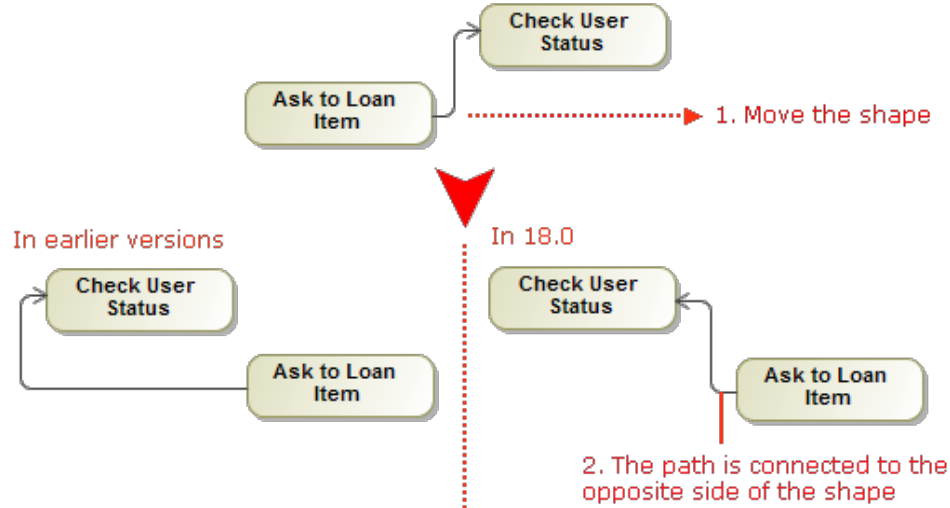 Check User
Status
Ask to Loan
Item
1. Move the shape
In earlier versions
In 18.0
Check User
Status
Ask to Loan
Item
Check User
Status
Ask to Loan
Item
2. The path is connected to the
opposite side of the shape